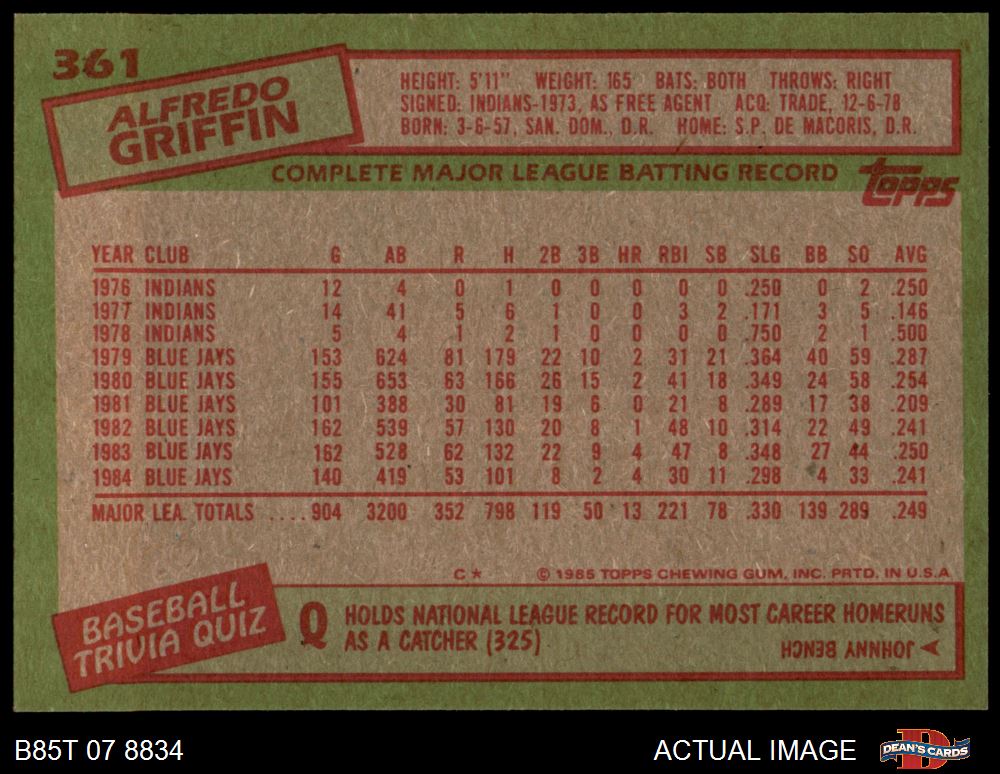 361
ALFREDO
GRIFFIN
HEIGHT: 5'11" WEIGHT: 165 BATS: BOTH THROWS: RIGHT
SIGNED: INDIANS-1973, AS FREE AGENT ACQ: TRADE, 12-6-78
BORN: 3-6-57, SAN. DOM., D.R. HOME: S.P. DE MACORIS, D.R.
COMPLETE MAJOR LEAGUE BATTING RECORD
topps
YEAR CLUB G AB R H 2B 3B HR RBI SB SLG BB SO AVG
1976 INDIANS 12 4 0 1 0 0 0 0 0 .250 0 2 .250
1977 INDIANS 14 41 5 6 1 0 0 3 2 .171 3 5 .146
1978 INDIANS 5 4 1 2 1 0 0 0 0 .750 2 1 .500
1979 BLUE JAYS 153 624 81 179 22 10 2 31 21 .364 40 59 .287
1980 BLUE JAYS 155 653 63 166 26 15 2 41 18 .349 24 58 .254
1981 BLUE JAYS 101 388 30 81 19 6 0 21 8 .289 17 38 .209
1982 BLUE JAYS 162 539 57 130 20 8 1 48 10 .314 22 49 .241
1983 BLUE JAYS 162 528 62 132 22 9 4 47 8 .348 27 44 .250
1984 BLUE JAYS 140 419 53 101 8 2 4 30 11 .298 4 33 .241
MAJOR LEA. TOTALS ....904 3200 352 798 119 50 13 221 78 .330 139 289 .249
C* © 1985 TOPPS CHEWING GUM, INC. PRTD. IN U.S.A
BASEBALL
TRIVIA QUIZ
Q HOLDS NATIONAL LEAGUE RECORD FOR MOST CAREER HOMERUNS
AS A CATCHER (325)
JOHNNY BENCH
B85T 07 8834
ACTUAL IMAGE
DEAN'S CARDS